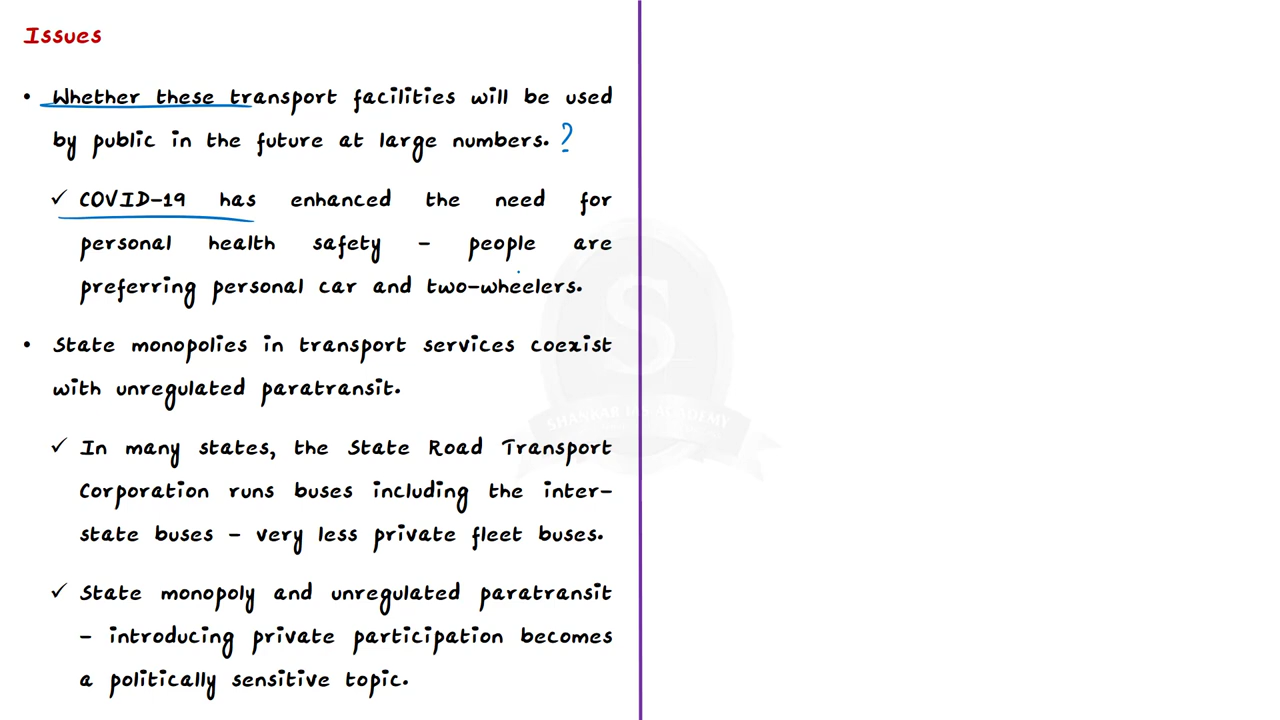 Issues
• Whether these transport facilities will be used
by public in the future at large numbers. ?
✓ COVID-19 has enhanced the need for
personal health safety – people are
preferring personal car and two-wheelers.
• State monopolies in transport services coexist
with unregulated paratransit.
✓ In many states, the State Road Transport
Corporation runs buses including the inter-
state buses – very less private fleet buses.
✓ State monopoly and unregulated paratransit
– introducing private participation becomes
a politically sensitive topic.
SHANKAR IAS ACADEMY